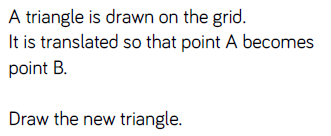 A triangle is drawn on the grid.
It is translated so that point A becomes
point B.
Draw the new triangle.